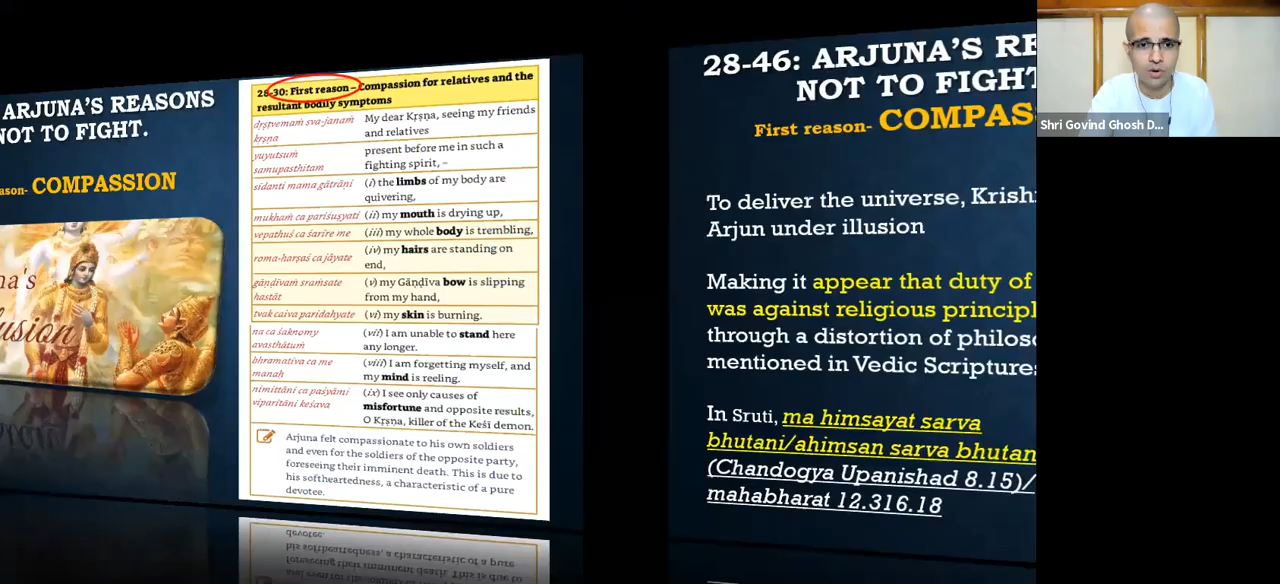 ARJUNA'S REASONS
NOT TO FIGHT.
ason- COMPASSION
na's
lusion
28-30: First reason – Compassion for relatives and the
resultant bodily symptoms
dṛṣṭvemaṁ sva-janaṁ
kṛṣṇa
My dear Kṛṣṇa, seeing my friends
and relatives
yuyutsuṁ
samupasthitam
present before me in such a
fighting spirit, –
sīdanti mama gātrāṇi
(i) the limbs of my body are
quivering,
mukhaṁ ca pariśuṣyati
(ii) my mouth is drying up,
vepathuś ca śarīre me
(iii) my whole body is trembling,
roma-harṣaś ca jāyate
(iv) my hairs are standing on
end,
gāṇḍīvaṁ sraṁsate
hastāt
(v) my Gāṇḍīva bow is slipping
from my hand,
tvak caiva paridahyate
(vi) my skin is burning.
na ca śaknomy
avasthātuṁ
(vii) I am unable to stand here
any longer.
bhramatīva ca me
manaḥ
(viii) I am forgetting myself, and
my mind is reeling.
nimittāni ca paśyāmi
viparītāni keśava
(ix) I see only causes of
misfortune and opposite results,
O Kṛṣṇa, killer of the Keśī demon.
Arjuna felt compassionate to his own soldiers
and even for the soldiers of the opposite party,
foreseeing their imminent death. This is due to
his softheartedness, a characteristic of a pure
devotee.
28-46: ARJUNA'S RE
NOT TO FIGHT
First reason- COMPAS
To deliver the universe, Krish
Arjun under illusion
Making it appear that duty of
was against religious principl
through a distortion of philoso
mentioned in Vedic Scriptures
In Sruti, ma himsayat sarva
bhutani/ahimsan sarva bhutan
(Chandogya Upanishad 8.15)/
mahabharat 12.316.18
Shri Govind Ghosh D...